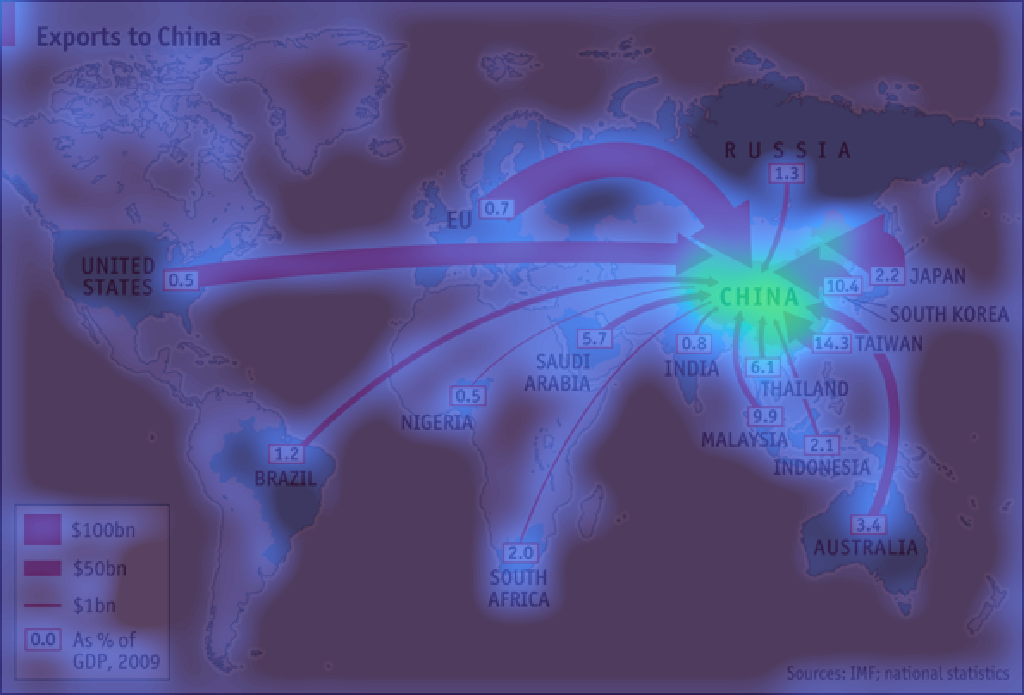 Exports to China
RUSSIA
1.3
0.7
EU
UNITED
STATES
0.5
2.2 JAPAN
10.4
CHINA
SOUTH KOREA
14.3 TAIWAN
5.7
SAUDI
ARABIA
0.8
INDIA
6.1
THAILAND
0.5
NIGERIA
9.9
MALAYSIA
2.1
INDONESIA
1.2
BRAZIL
3.4
AUSTRALIA
2.0
SOUTH
AFRICA
$100bn
$50bn
$1bn
0.0 As % of
GDP, 2009
Sources: IMF; national statistics